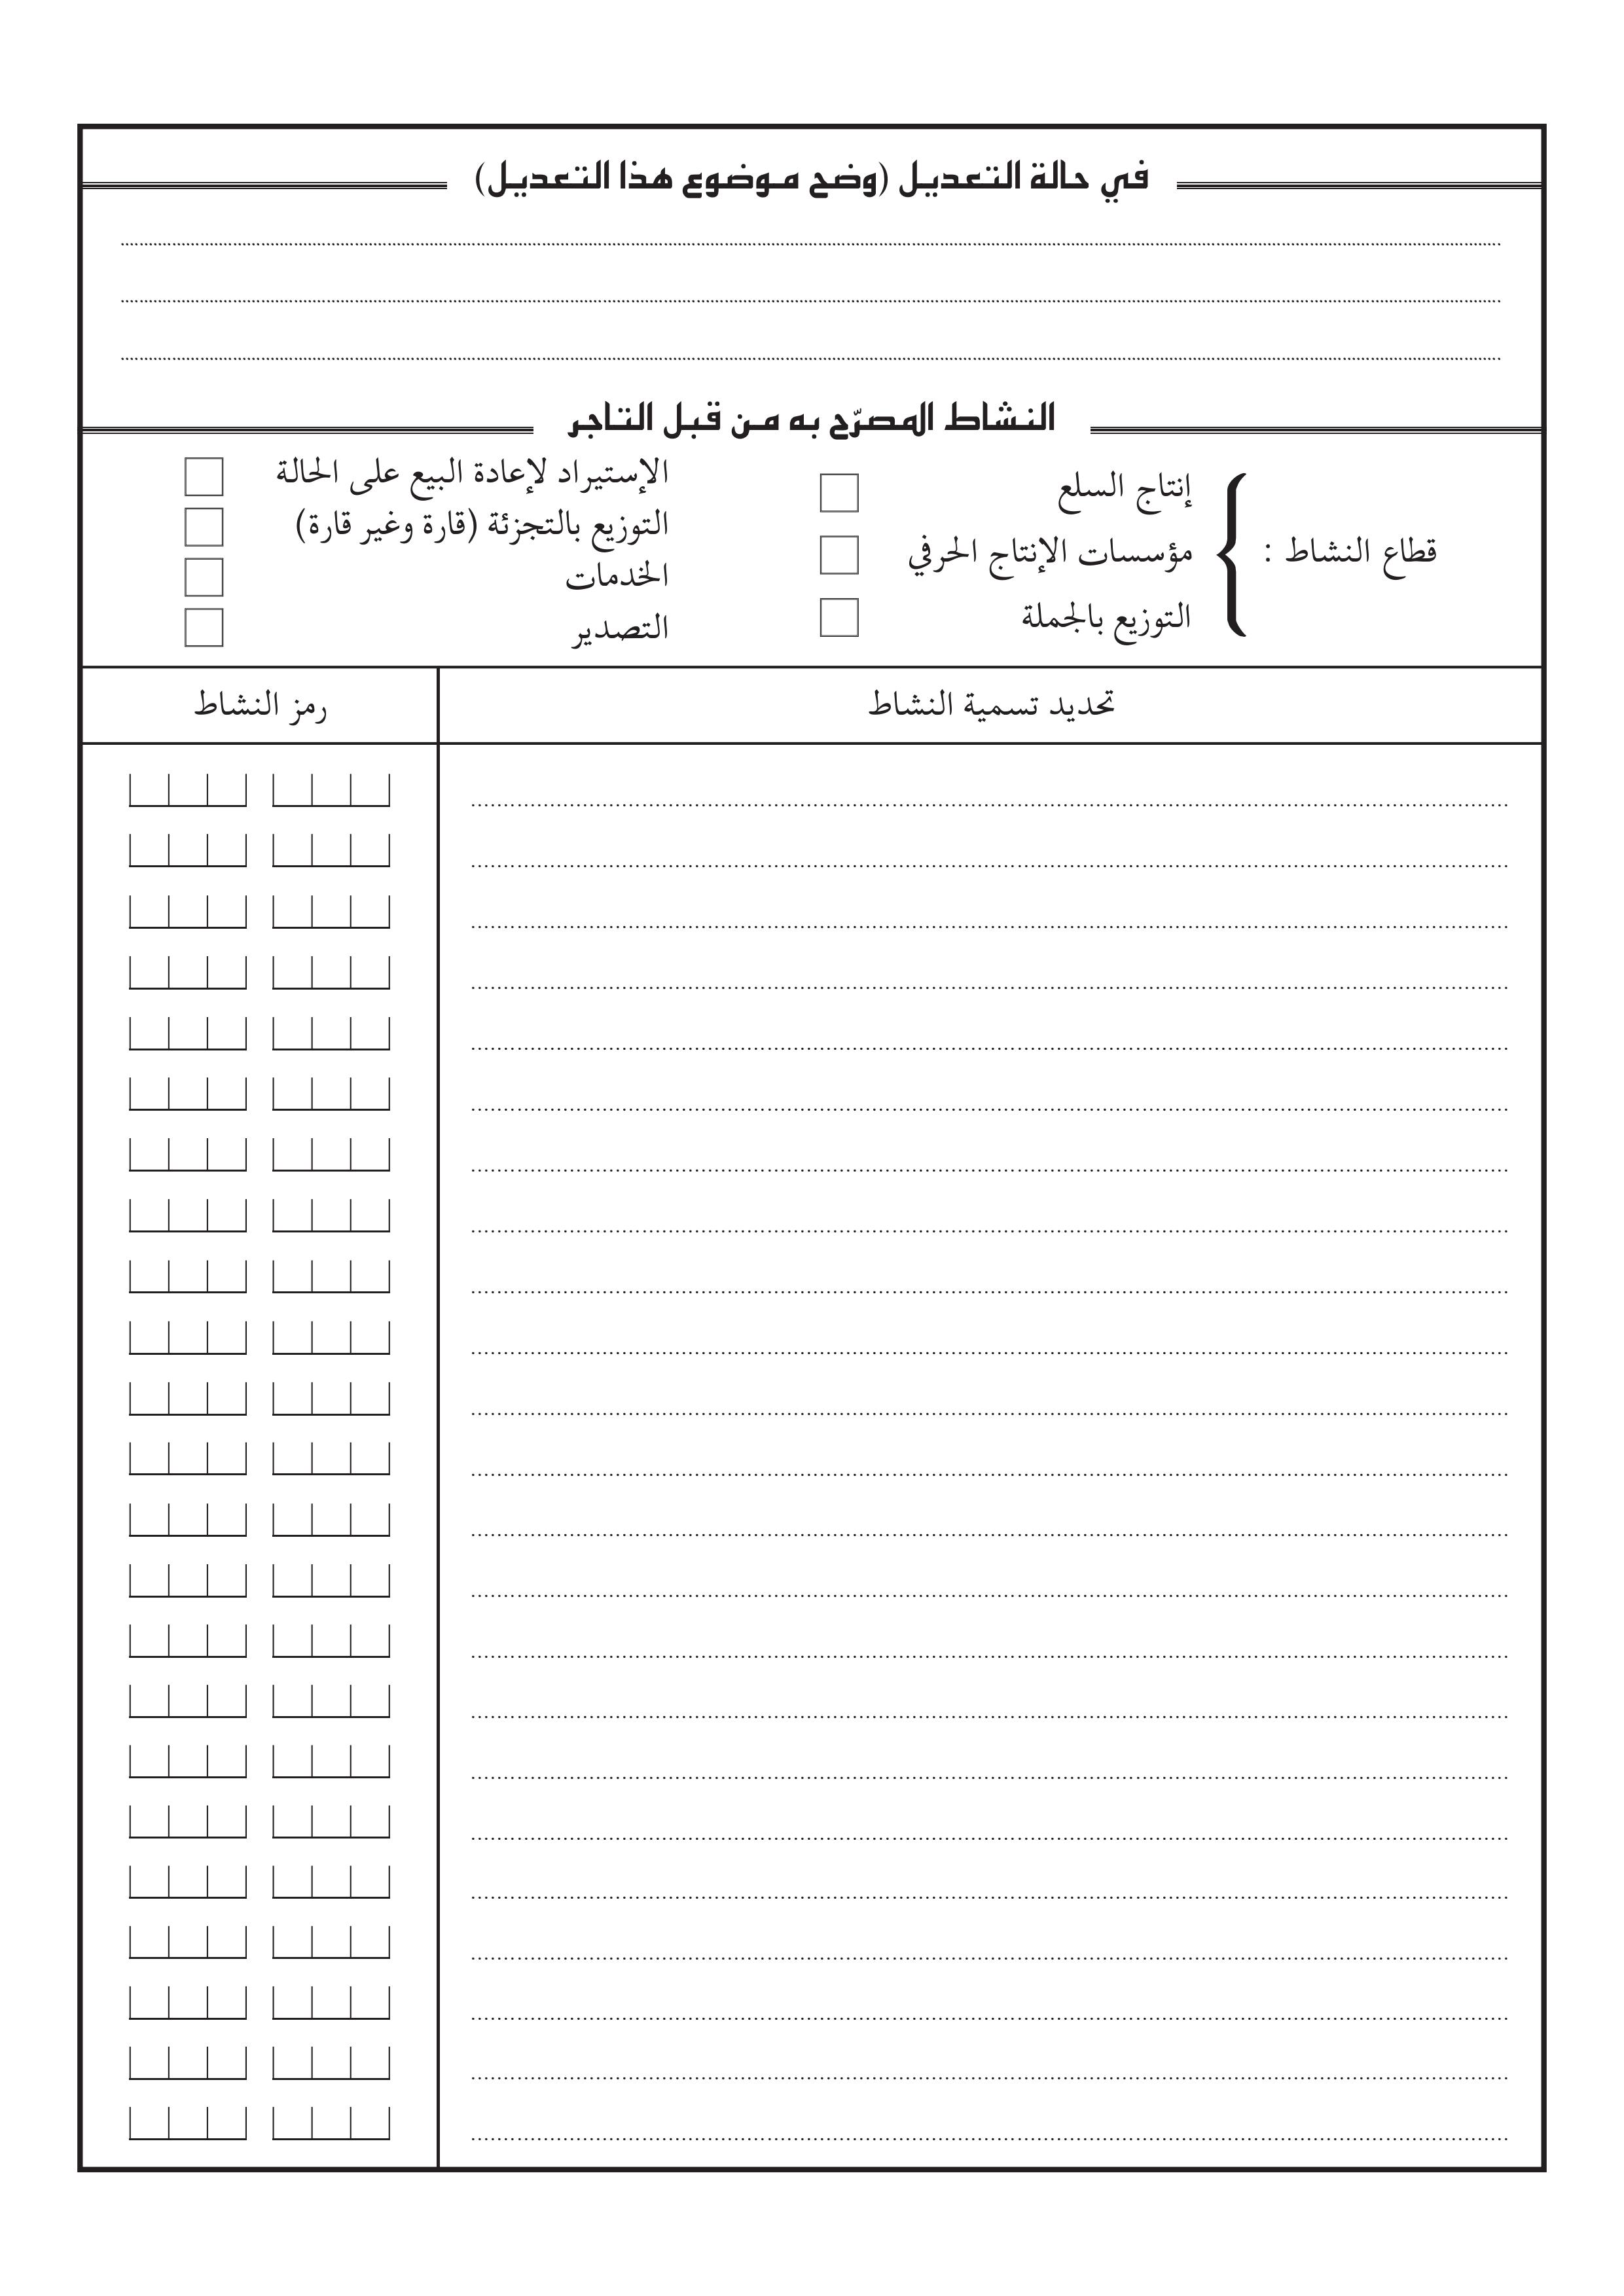 في حالة التعديل (وضح موضوع هذا التعديل)
النشاط المصرّح به من قبل التاجر
قطاع النشاط :
إنتاج السلع
مؤسسات الإنتاج الحرفي
التوزيع بالجملة
الإستيراد لإعادة البيع على الحالة
التوزيع بالتجزئة (قارة وغير قارة)
الخدمات
التصدير
تحديد تسمية النشاط
رمز النشاط